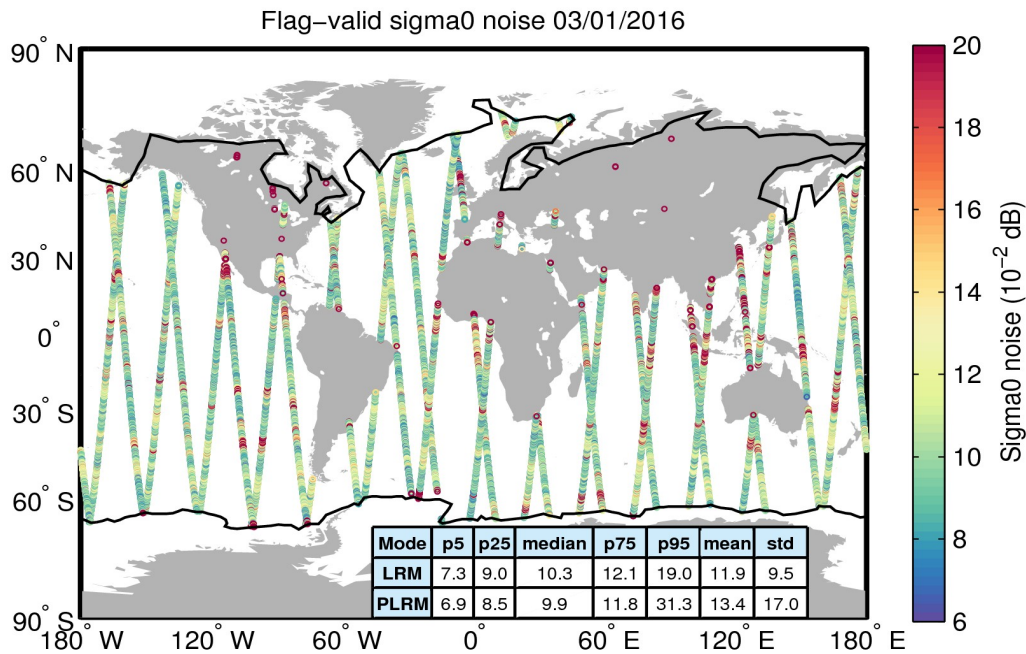 Flag−valid sigma0 noise 03/01/2016
90° N
60° N
30° N
0°
30° S
60° S
90° S
180° W
120° W
60° W
0°
60° E
120° E
180° E
Mode p5 p25 median p75 p95 mean std
LRM 7.3 9.0 10.3 12.1 19.0 11.9 9.5
PLRM 6.9 8.5 9.9 11.8 31.3 13.4 17.0
20
18
16
14
12
10
8
6
Sigma0 noise (10⁻² dB)